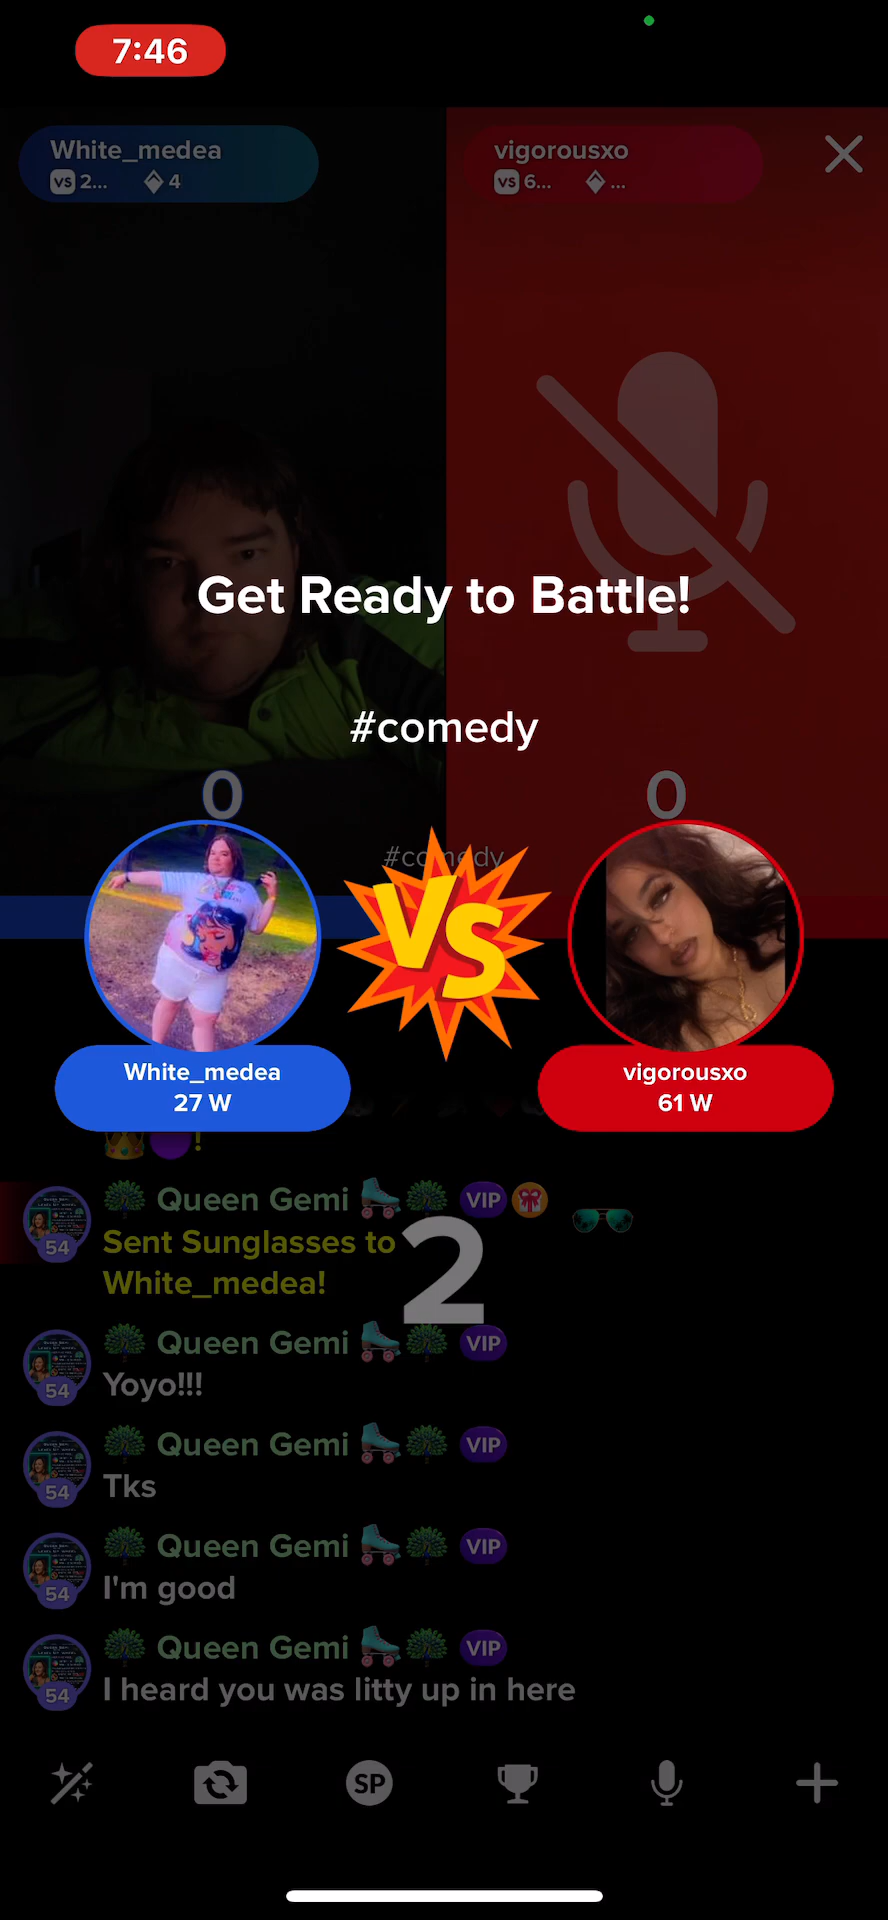 7:46
White_medea
VS 2... 4
vigorousxo
VS 6... ...
Get Ready to Battle!
#comedy
0
0
#comedy
VS
White_medea
27 W
vigorousxo
61 W
!
Queen Gemi VIP
54
Sent Sunglasses to
White_medea!
2
Queen Gemi VIP
54
Yoyo!!!
Queen Gemi VIP
54
Tks
Queen Gemi VIP
54
I'm good
Queen Gemi VIP
54
I heard you was litty up in here
SP